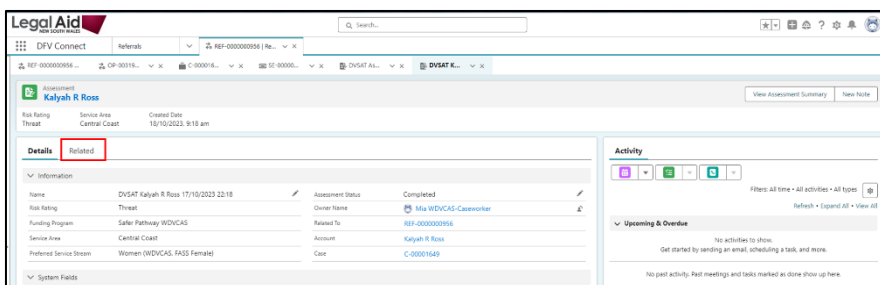 Legal Aid
NEW SOUTH WALES
Search...
DFV Connect
Referrals
REF-0000000956 | Re...
REF-0000000956 ...
OP-00319...
C-000016...
SE-00000...
DVSAT As...
DVSAT K...
Assessment
Kalyah R Ross
View Assessment Summary
New Note
Risk Rating
Service Area
Created Date
Threat
Central Coast
18/10/2023, 9:18 am
Details
Related
Information
Name
DVSAT Kalyah R Ross 17/10/2023 22:18
Assessment Status
Completed
Risk Rating
Threat
Owner Name
Mia WDVCAS-Caseworker
Funding Program
Safer Pathway WDVCAS
Related To
REF-0000000956
Service Area
Central Coast
Account
Kalyah R Ross
Preferred Service Stream
Women (WDVCAS, FASS Female)
Case
C-00001649
System Fields
Activity
Filters: All time • All activities • All types
Refresh • Expand All • View All
Upcoming & Overdue
No activities to show.
Get started by sending an email, scheduling a task, and more.
No past activity. Past meetings and tasks marked as done show up here.